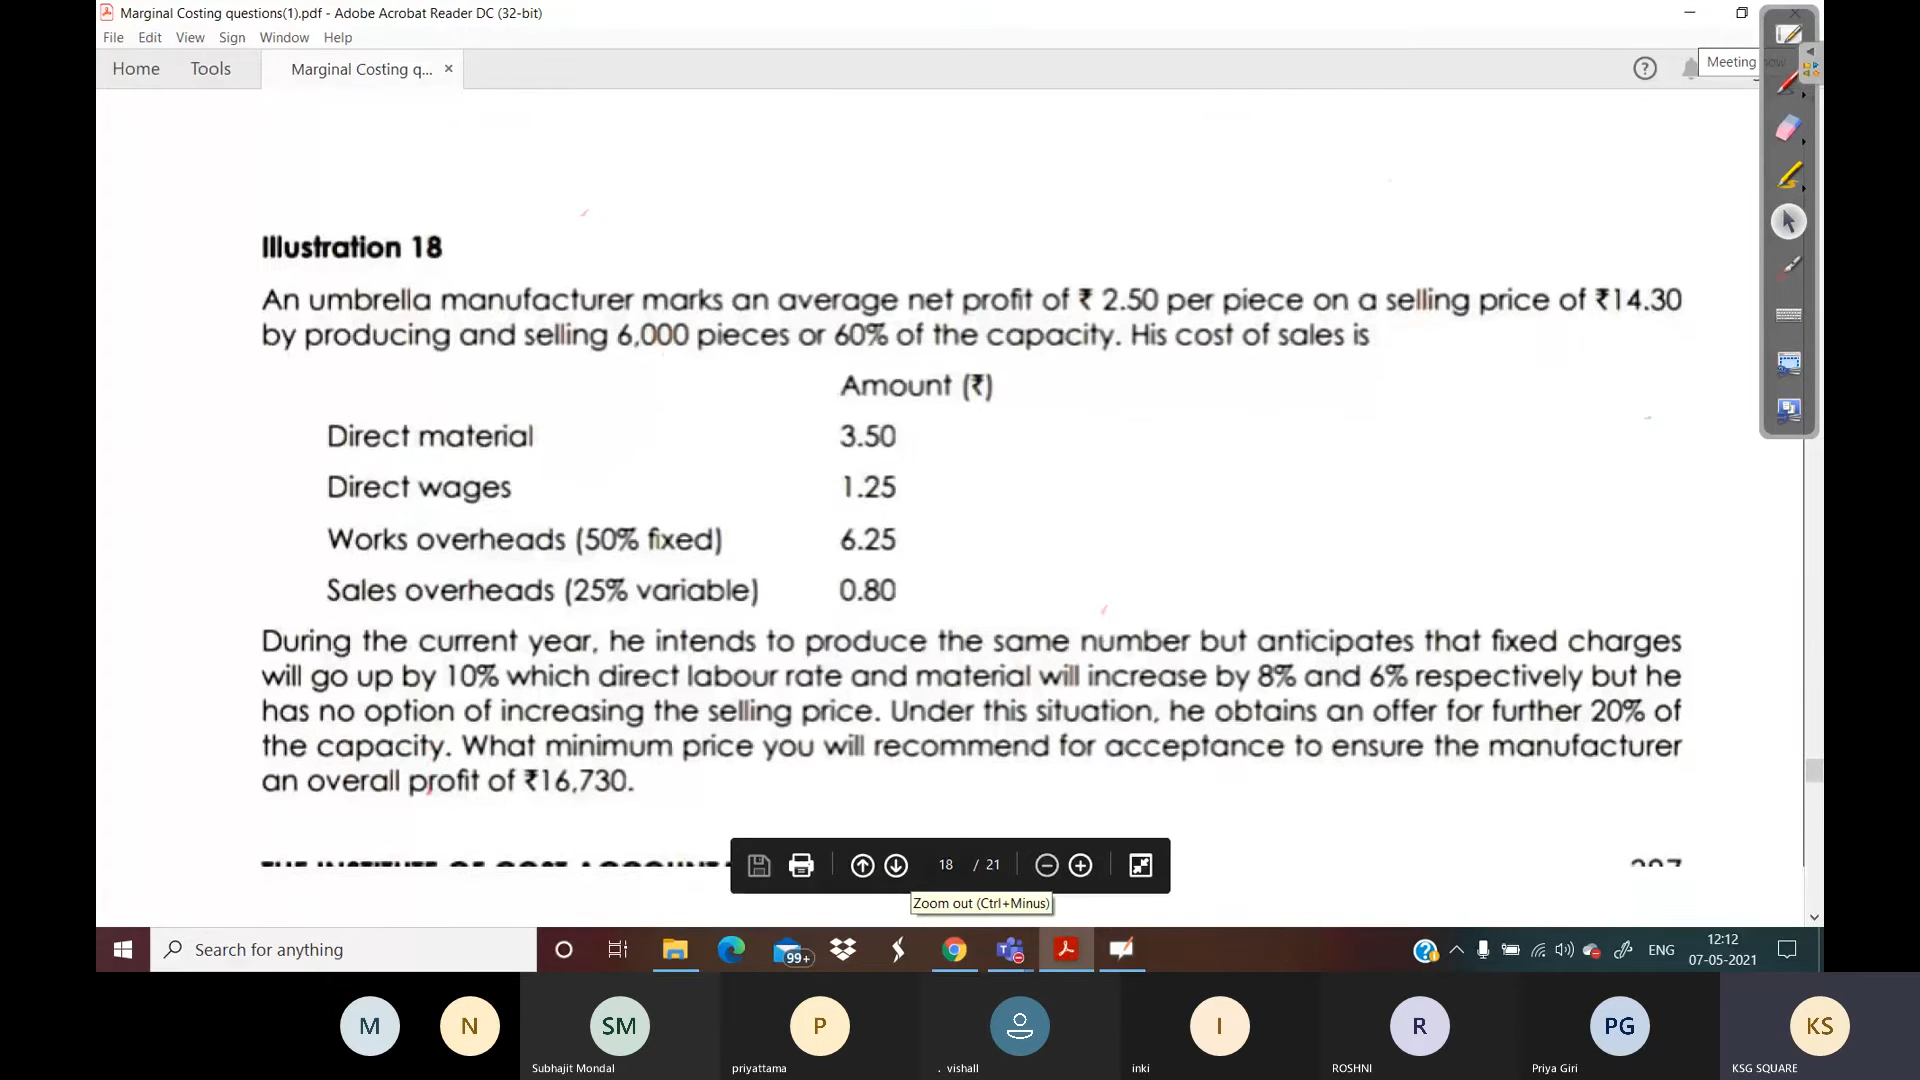 Marginal Costing questions(1).pdf - Adobe Acrobat Reader DC (32-bit)
File Edit View Sign Window Help
Home Tools Marginal Costing q... ×
Meeting now
Illustration 18
An umbrella manufacturer marks an average net profit of ₹ 2.50 per piece on a selling price of ₹14.30
by producing and selling 6,000 pieces or 60% of the capacity. His cost of sales is
Amount (₹)
Direct material 3.50
Direct wages 1.25
Works overheads (50% fixed) 6.25
Sales overheads (25% variable) 0.80
During the current year, he intends to produce the same number but anticipates that fixed charges
will go up by 10% which direct labour rate and material will increase by 8% and 6% respectively but he
has no option of increasing the selling price. Under this situation, he obtains an offer for further 20% of
the capacity. What minimum price you will recommend for acceptance to ensure the manufacturer
an overall profit of ₹16,730.
18 / 21
Zoom out (Ctrl+Minus)
Search for anything
99+
ENG
12:12
07-05-2021
M N SM P I R PG KS
Subhajit Mondal priyattama . vishall inki ROSHNI Priya Giri KSG SQUARE